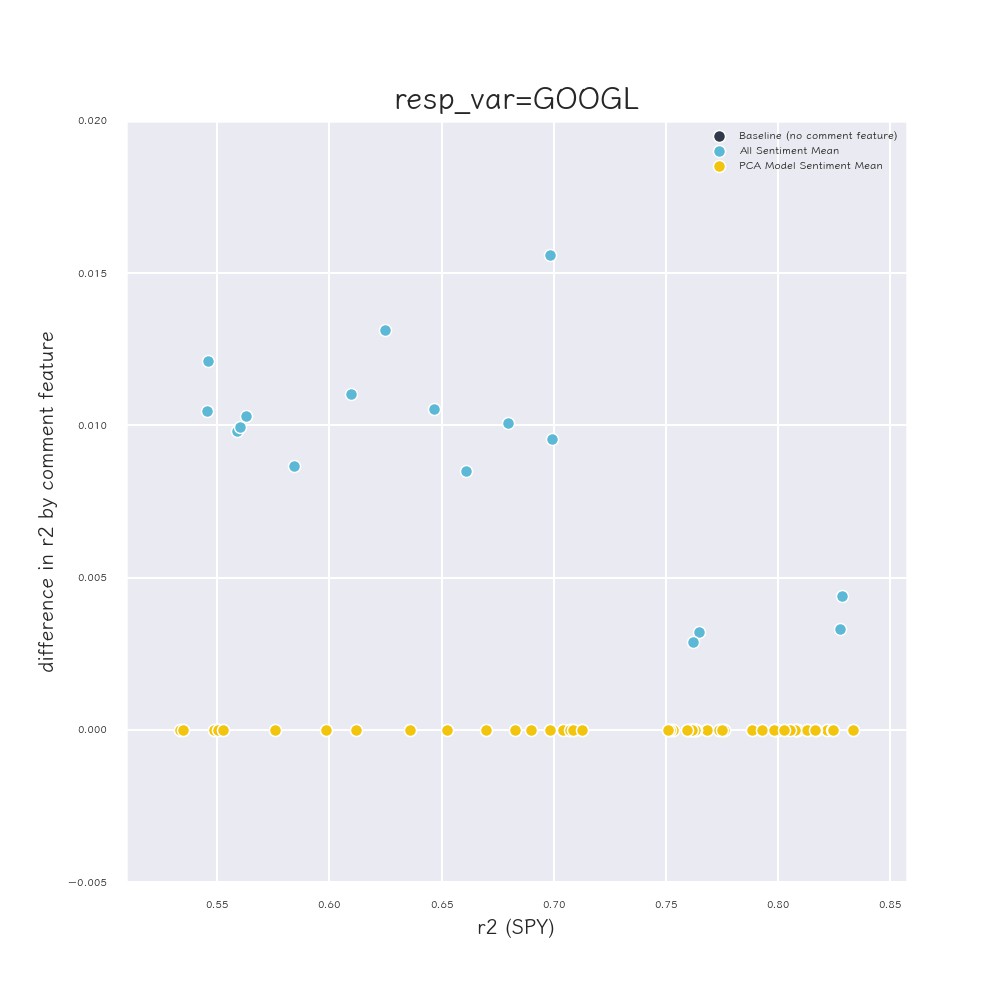 resp_var=GOOGL
0.020
0.015
0.010
0.005
0.000
−0.005
difference in r2 by comment feature
Baseline (no comment feature)
All Sentiment Mean
PCA Model Sentiment Mean
0.55 0.60 0.65 0.70 0.75 0.80 0.85
r2 (SPY)